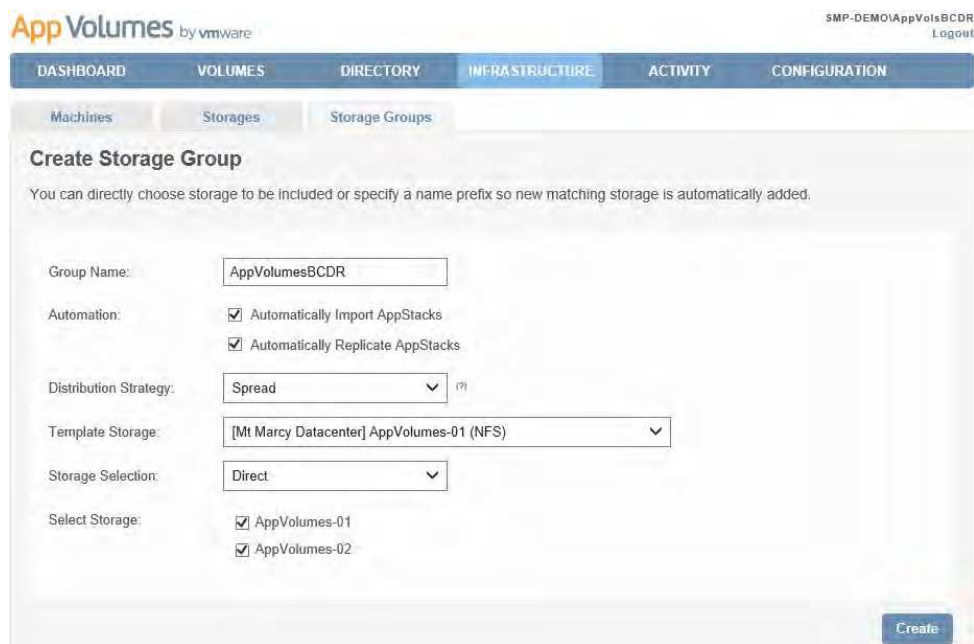 App Volumes by vmware
SMP-DEMO\AppVolsBCDR
Logout
DASHBOARD VOLUMES DIRECTORY INFRASTRUCTURE ACTIVITY CONFIGURATION
Machines Storages Storage Groups
Create Storage Group
You can directly choose storage to be included or specify a name prefix so new matching storage is automatically added.
Group Name: AppVolumesBCDR
Automation: Automatically Import AppStacks
Automatically Replicate AppStacks
Distribution Strategy: Spread (?)
Template Storage: [Mt Marcy Datacenter] AppVolumes-01 (NFS)
Storage Selection: Direct
Select Storage: AppVolumes-01
AppVolumes-02
Create